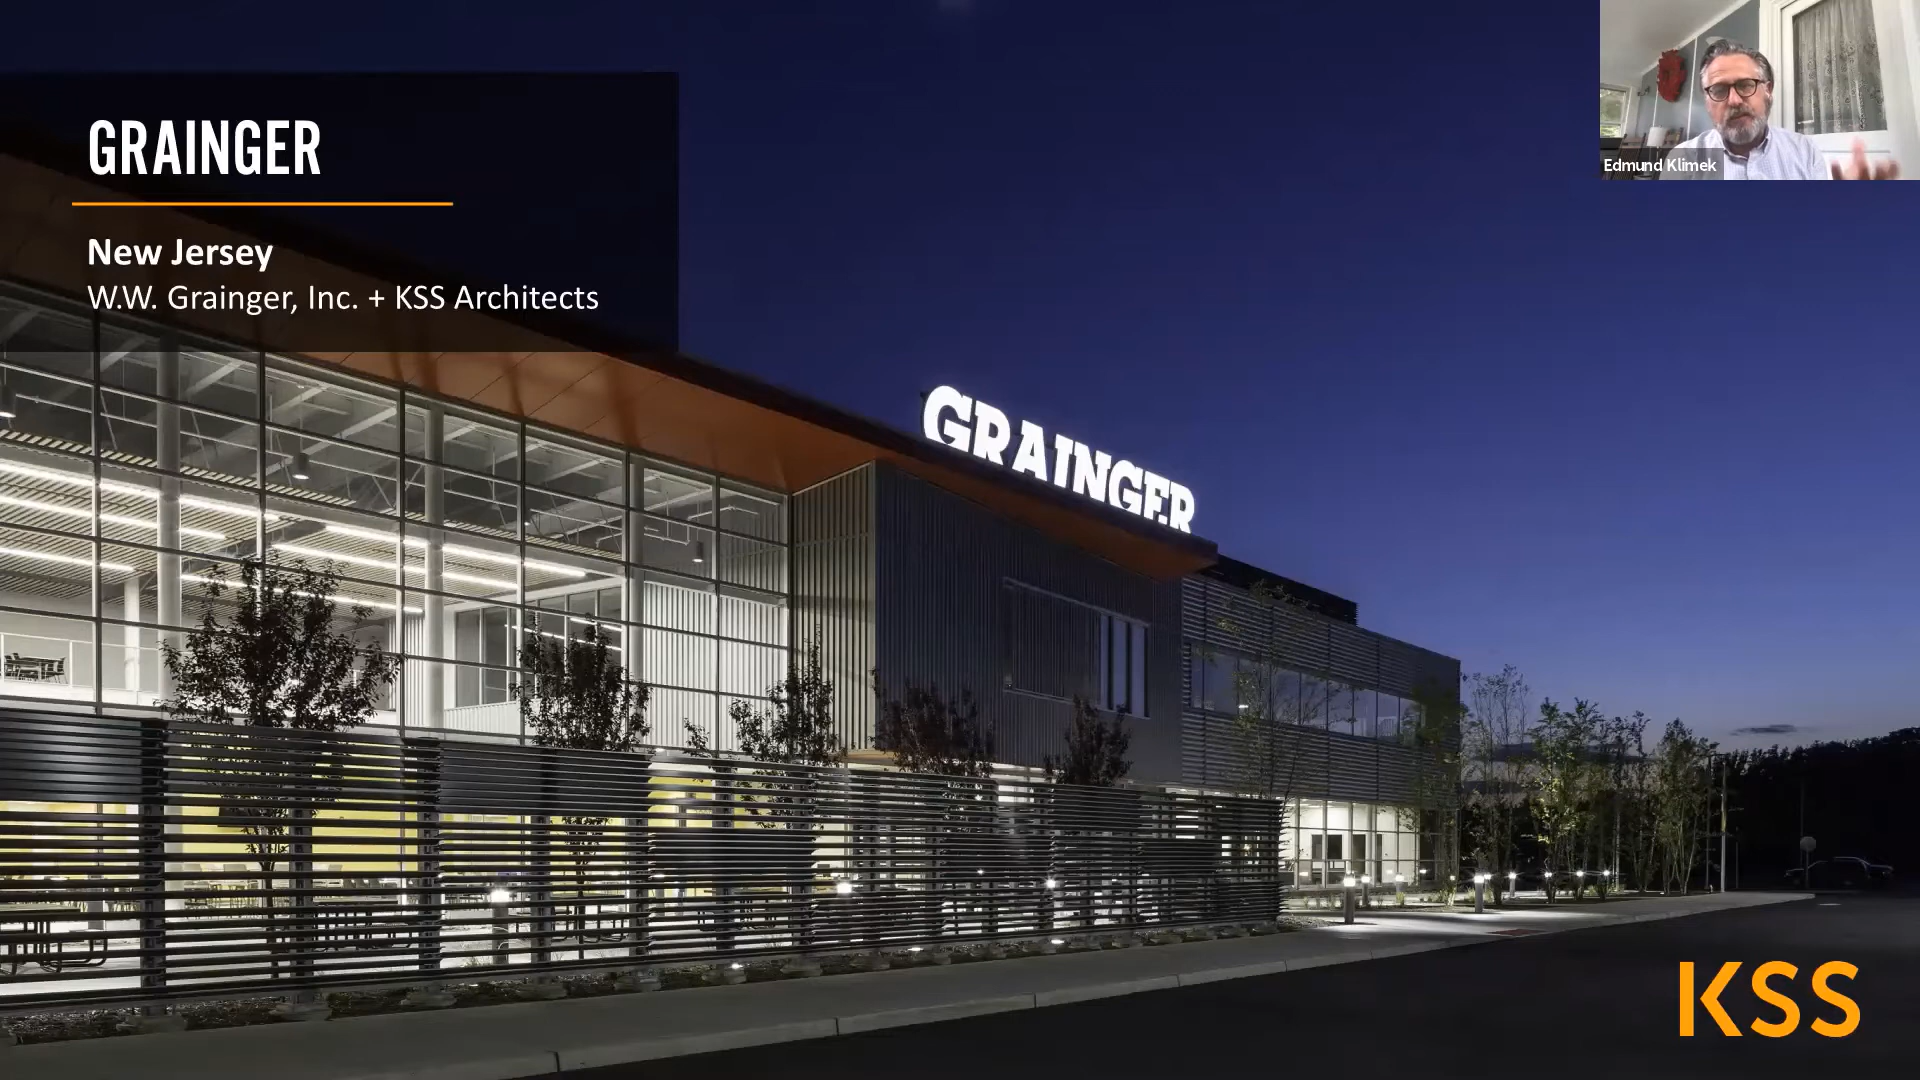 GRAINGER
New Jersey
W.W. Grainger, Inc. + KSS Architects
Edmund Klimek
GRAINGER
KSS